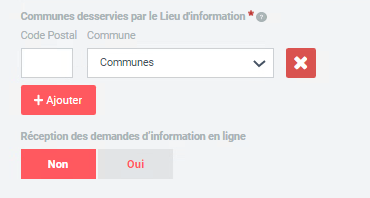 Communes desservies par le Lieu d'information * ?
Code Postal Commune
Communes
+ Ajouter
Réception des demandes d’information en ligne
Non Oui